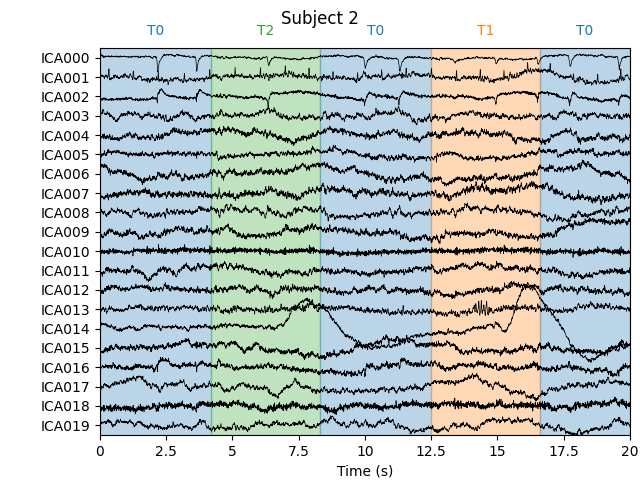 Subject 2
T0 T2 T0 T1 T0
ICA000
ICA001
ICA002
ICA003
ICA004
ICA005
ICA006
ICA007
ICA008
ICA009
ICA010
ICA011
ICA012
ICA013
ICA014
ICA015
ICA016
ICA017
ICA018
ICA019
0 2.5 5 7.5 10 12.5 15 17.5 20
Time (s)